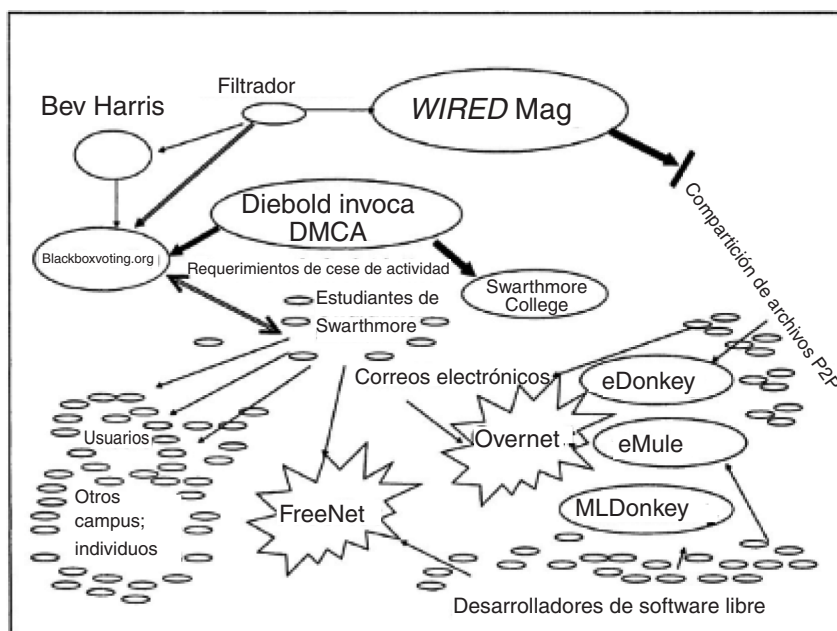 Filtrador
Bev Harris
WIRED Mag
Compartición de archivos P2P
Diebold invoca
DMCA
Blackboxvoting.org
Requerimientos de cese de actividad
Swarthmore
College
Estudiantes de
Swarthmore
Correos electrónicos
eDonkey
Usuarios
Overnet
eMule
Otros
campus;
individuos
FreeNet
MLDonkey
Desarrolladores de software libre